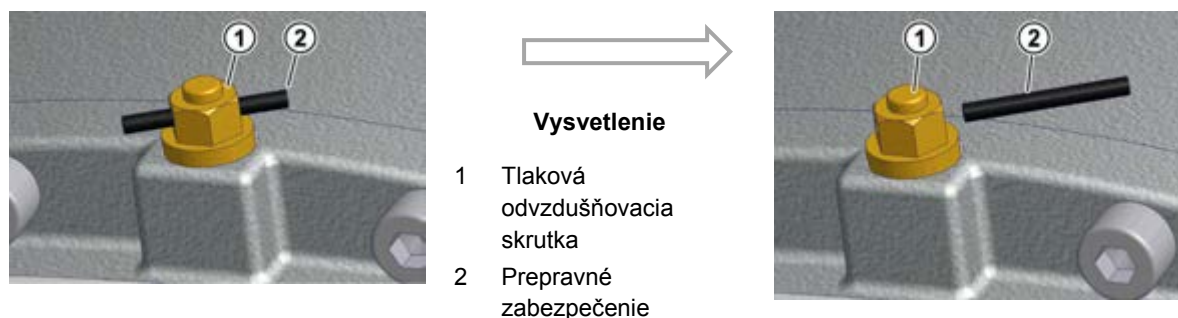 1 2
1 2
Vysvetlenie
1 Tlaková
odvzdušňovacia
skrutka
2 Prepravné
zabezpečenie